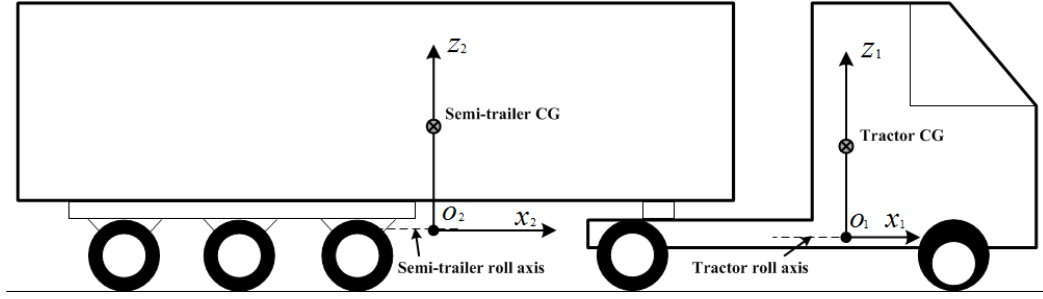 z₂
z₁
Semi-trailer CG
Tractor CG
o₂
x₂
o₁
x₁
Semi-trailer roll axis
Tractor roll axis